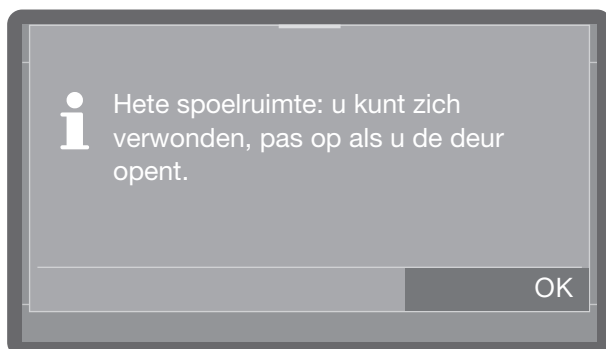 Hete spoelruimte: u kunt zich
verwonden, pas op als u de deur
opent.
OK